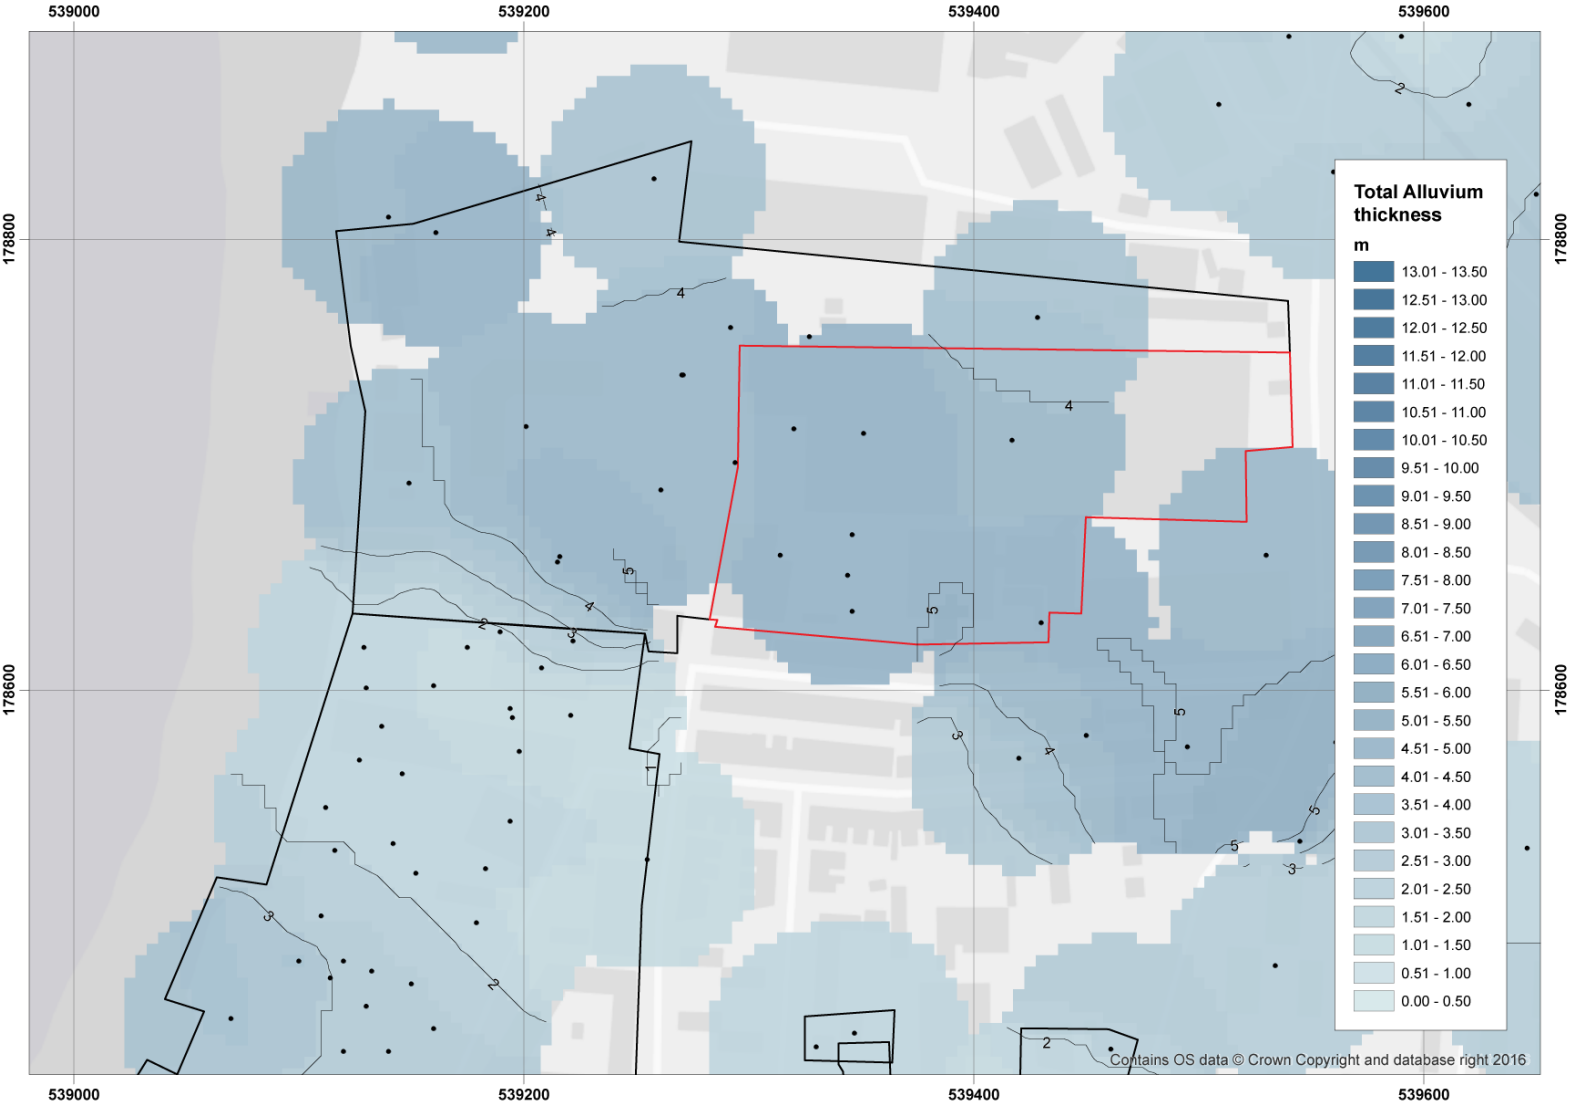 539000
539200
539400
539600
2
4
178800
4
178800
4
Total Alluvium
thickness
m
13.01 - 13.50
12.51 - 13.00
12.01 - 12.50
11.51 - 12.00
11.01 - 11.50
10.51 - 11.00
10.01 - 10.50
9.51 - 10.00
9.01 - 9.50
8.51 - 9.00
8.01 - 8.50
7.51 - 8.00
7.01 - 7.50
6.51 - 7.00
6.01 - 6.50
5.51 - 6.00
5.01 - 5.50
4.51 - 5.00
4.01 - 4.50
3.51 - 4.00
3.01 - 3.50
2.51 - 3.00
2.01 - 2.50
1.51 - 2.00
1.01 - 1.50
0.51 - 1.00
0.00 - 0.50
4
5
4
5
2
3
178600
178600
5
3
4
1
5
5
3
3
2
2
Contains OS data © Crown Copyright and database right 2016
539000
539200
539400
539600